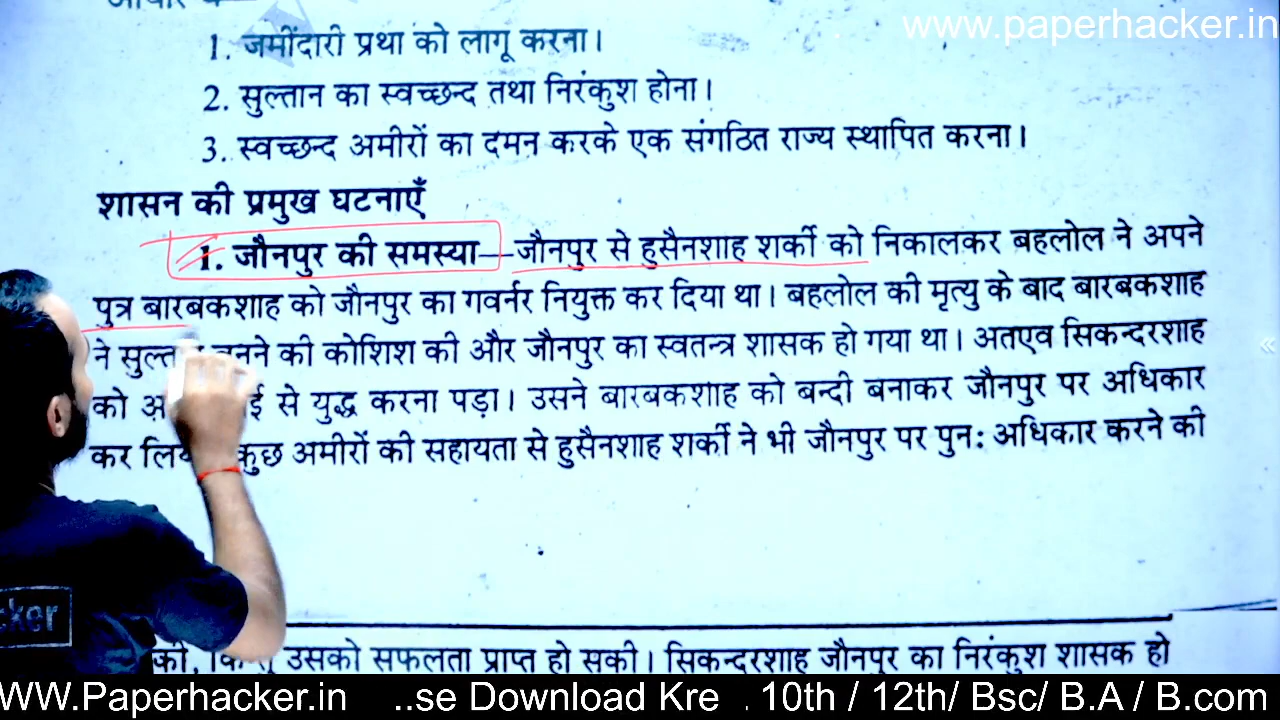 www.paperhacker.in
1. जमींदारी प्रथा को लागू करना।
2. सुल्तान का स्वच्छन्द तथा निरंकुश होना।
3. स्वच्छन्द अमीरों का दमन करके एक संगठित राज्य स्थापित करना।
शासन की प्रमुख घटनाएँ
1. जौनपुर की समस्या—जौनपुर से हुसैनशाह शर्की को निकालकर बहलोल ने अपने
पुत्र बारबकशाह को जौनपुर का गवर्नर नियुक्त कर दिया था। बहलोल की मृत्यु के बाद बारबकशाह
ने बनने की कोशिश की और जौनपुर का स्वतन्त्र शासक हो गया था। अतएव सिकन्दरशाह
को से युद्ध करना पड़ा। उसने बारबकशाह को बन्दी बनाकर जौनपुर पर अधिकार
कर कुछ अमीरों की सहायता से हुसैनशाह शर्की ने भी जौनपुर पर पुन: अधिकार करने की
की, उसको सफलता प्राप्त हो सकी। सिकन्दरशाह जौनपुर का निरंकुश शासक हो
WW.Paperhacker.in ..se Download Kre . 10th / 12th/ Bsc/ B.A / B.com